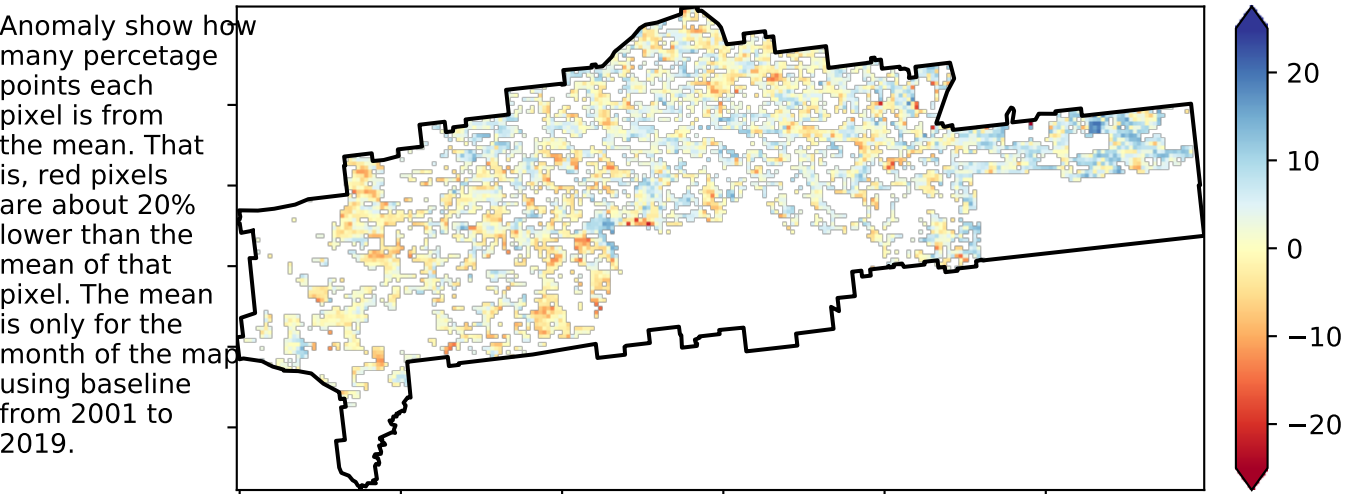 Anomaly show how
many percetage
points each
pixel is from
the mean. That
is, red pixels
are about 20%
lower than the
mean of that
pixel. The mean
is only for the
month of the map
using baseline
from 2001 to
2019.
20
10
0
−10
−20